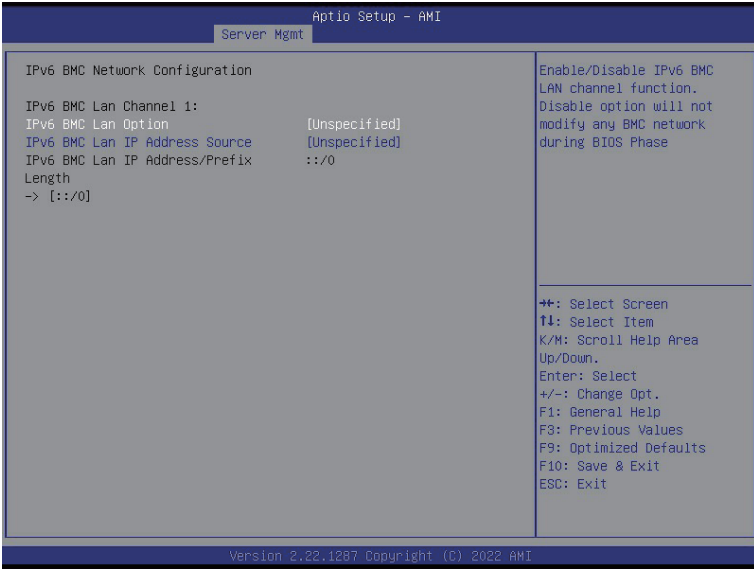 Aptio Setup – AMI
Server Mgmt
IPv6 BMC Network Configuration
IPv6 BMC Lan Channel 1:
IPv6 BMC Lan Option [Unspecified]
IPv6 BMC Lan IP Address Source [Unspecified]
IPv6 BMC Lan IP Address/Prefix ::/0
Length
-> [::/0]
Enable/Disable IPv6 BMC
LAN channel function.
Disable option will not
modify any BMC network
during BIOS Phase
→←: Select Screen
↑↓: Select Item
K/M: Scroll Help Area
Up/Down.
Enter: Select
+/-: Change Opt.
F1: General Help
F3: Previous Values
F9: Optimized Defaults
F10: Save & Exit
ESC: Exit
Version 2.22.1287 Copyright (C) 2022 AMI